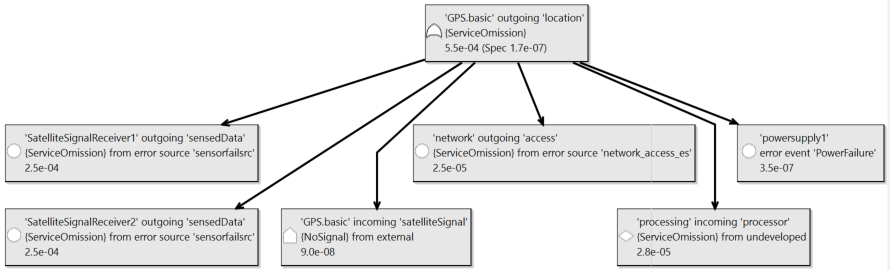 'GPS.basic' outgoing 'location'
{ServiceOmission}
5.5e-04 (Spec 1.7e-07)
'SatelliteSignalReceiver1' outgoing 'sensedData'
{ServiceOmission} from error source 'sensorfailsrc'
2.5e-04
'network' outgoing 'access'
{ServiceOmission} from error source 'network_access_es'
2.5e-05
'powersupply1'
error event 'PowerFailure'
3.5e-07
'SatelliteSignalReceiver2' outgoing 'sensedData'
{ServiceOmission} from error source 'sensorfailsrc'
2.5e-04
'GPS.basic' incoming 'satelliteSignal'
{NoSignal} from external
9.0e-08
'processing' incoming 'processor'
{ServiceOmission} from undeveloped
2.8e-05